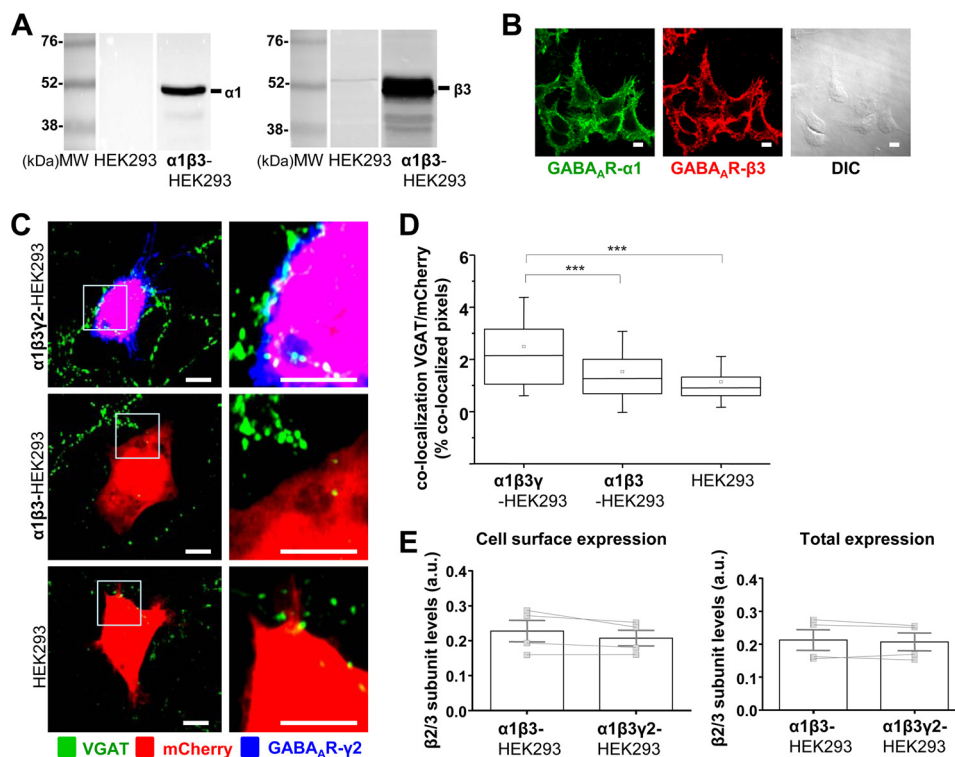 A
76-
52-
38-
(kDa)MW HEK293 α1β3-
HEK293
α1
76-
52-
38-
(kDa) MW HEK293 α1β3-
HEK293
β3
B
GABA_AR-α1 GABA_AR-β3 DIC
C
α1β3γ2-HEK293
α1β3-HEK293
HEK293
VGAT mCherry GABA_AR-γ2
D
co-localization VGAT/mCherry
(% co-localized pixels)
6
4
2
0
***
***
α1β3γ
-HEK293
α1β3
-HEK293
HEK293
E
Cell surface expression
β2/3 subunit levels (a.u.)
0.4
0.3
0.2
0.1
0.0
α1β3-
HEK293
α1β3γ2-
HEK293
Total expression
β2/3 subunit levels (a.u.)
0.4
0.3
0.2
0.1
0.0
α1β3-
HEK293
α1β3γ2-
HEK293